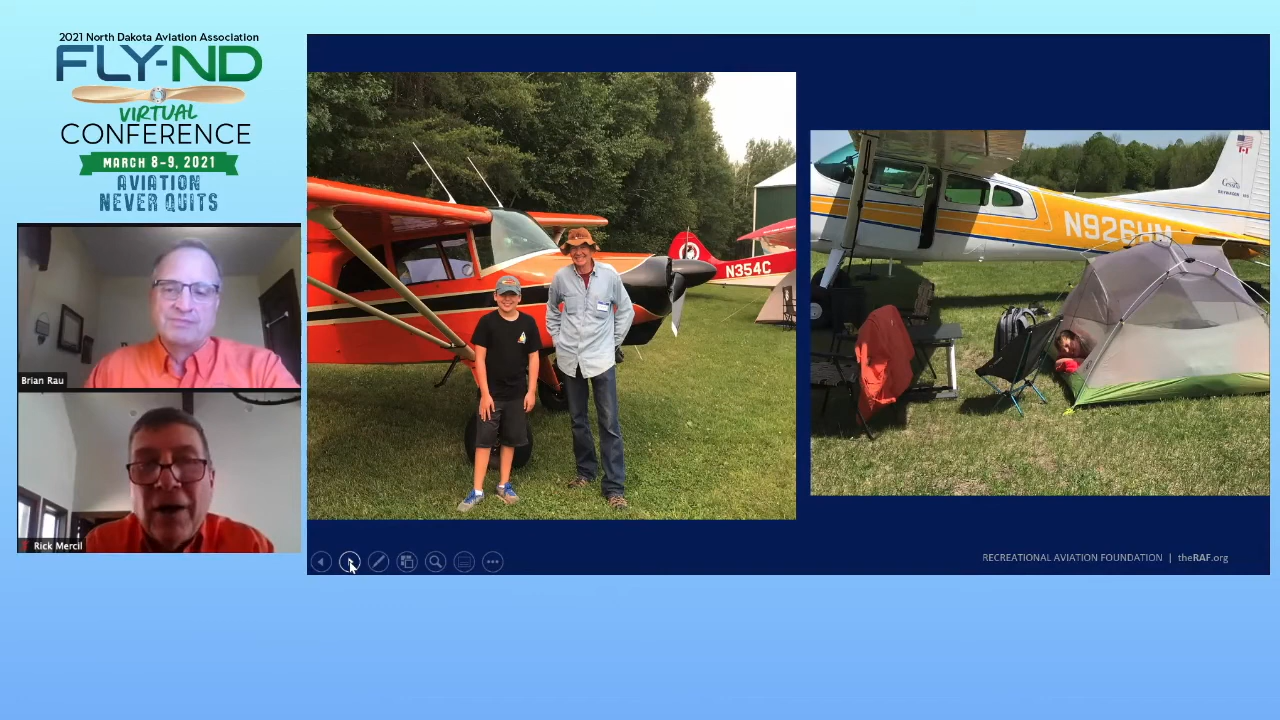 2021 North Dakota Aviation Association
FLY-ND
VIRTUAL
CONFERENCE
MARCH 8-9, 2021
AVIATION
NEVER QUITS
Brian Rau
Rick Mercil
N354C
Cessna
RECREATIONAL AVIATION FOUNDATION | theRAF.org